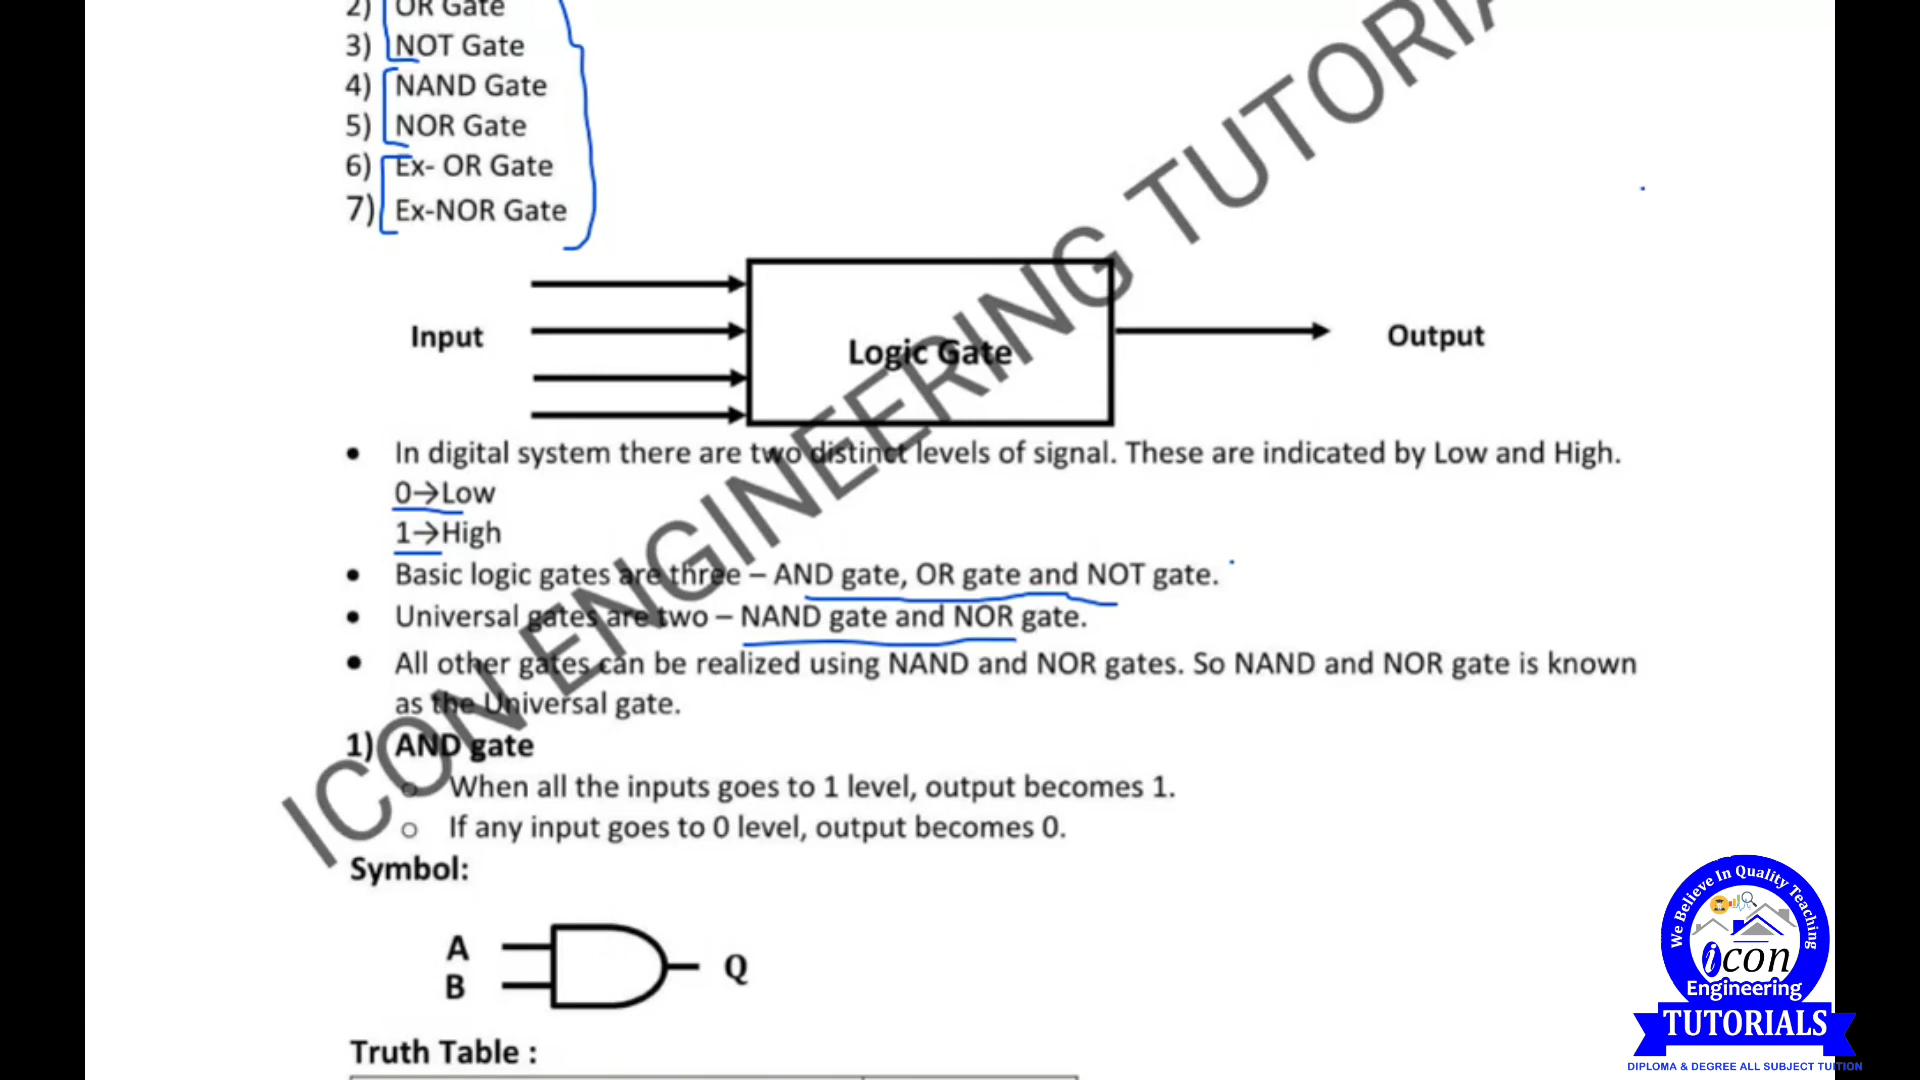 2) OR Gate
3) NOT Gate
4) NAND Gate
5) NOR Gate
6) Ex- OR Gate
7) Ex-NOR Gate
Input
Logic Gate
Output
• In digital system there are two distinct levels of signal. These are indicated by Low and High.
0→Low
1→High
• Basic logic gates are three – AND gate, OR gate and NOT gate.
• Universal gates are two – NAND gate and NOR gate.
• All other gates can be realized using NAND and NOR gates. So NAND and NOR gate is known
as the Universal gate.
1) AND gate
o When all the inputs goes to 1 level, output becomes 1.
o If any input goes to 0 level, output becomes 0.
Symbol:
A
B
Q
Truth Table :
ICON ENGINEERING TUTORIA
We Believe In Quality Teaching
icon
Engineering
TUTORIALS
DIPLOMA & DEGREE ALL SUBJECT TUITION